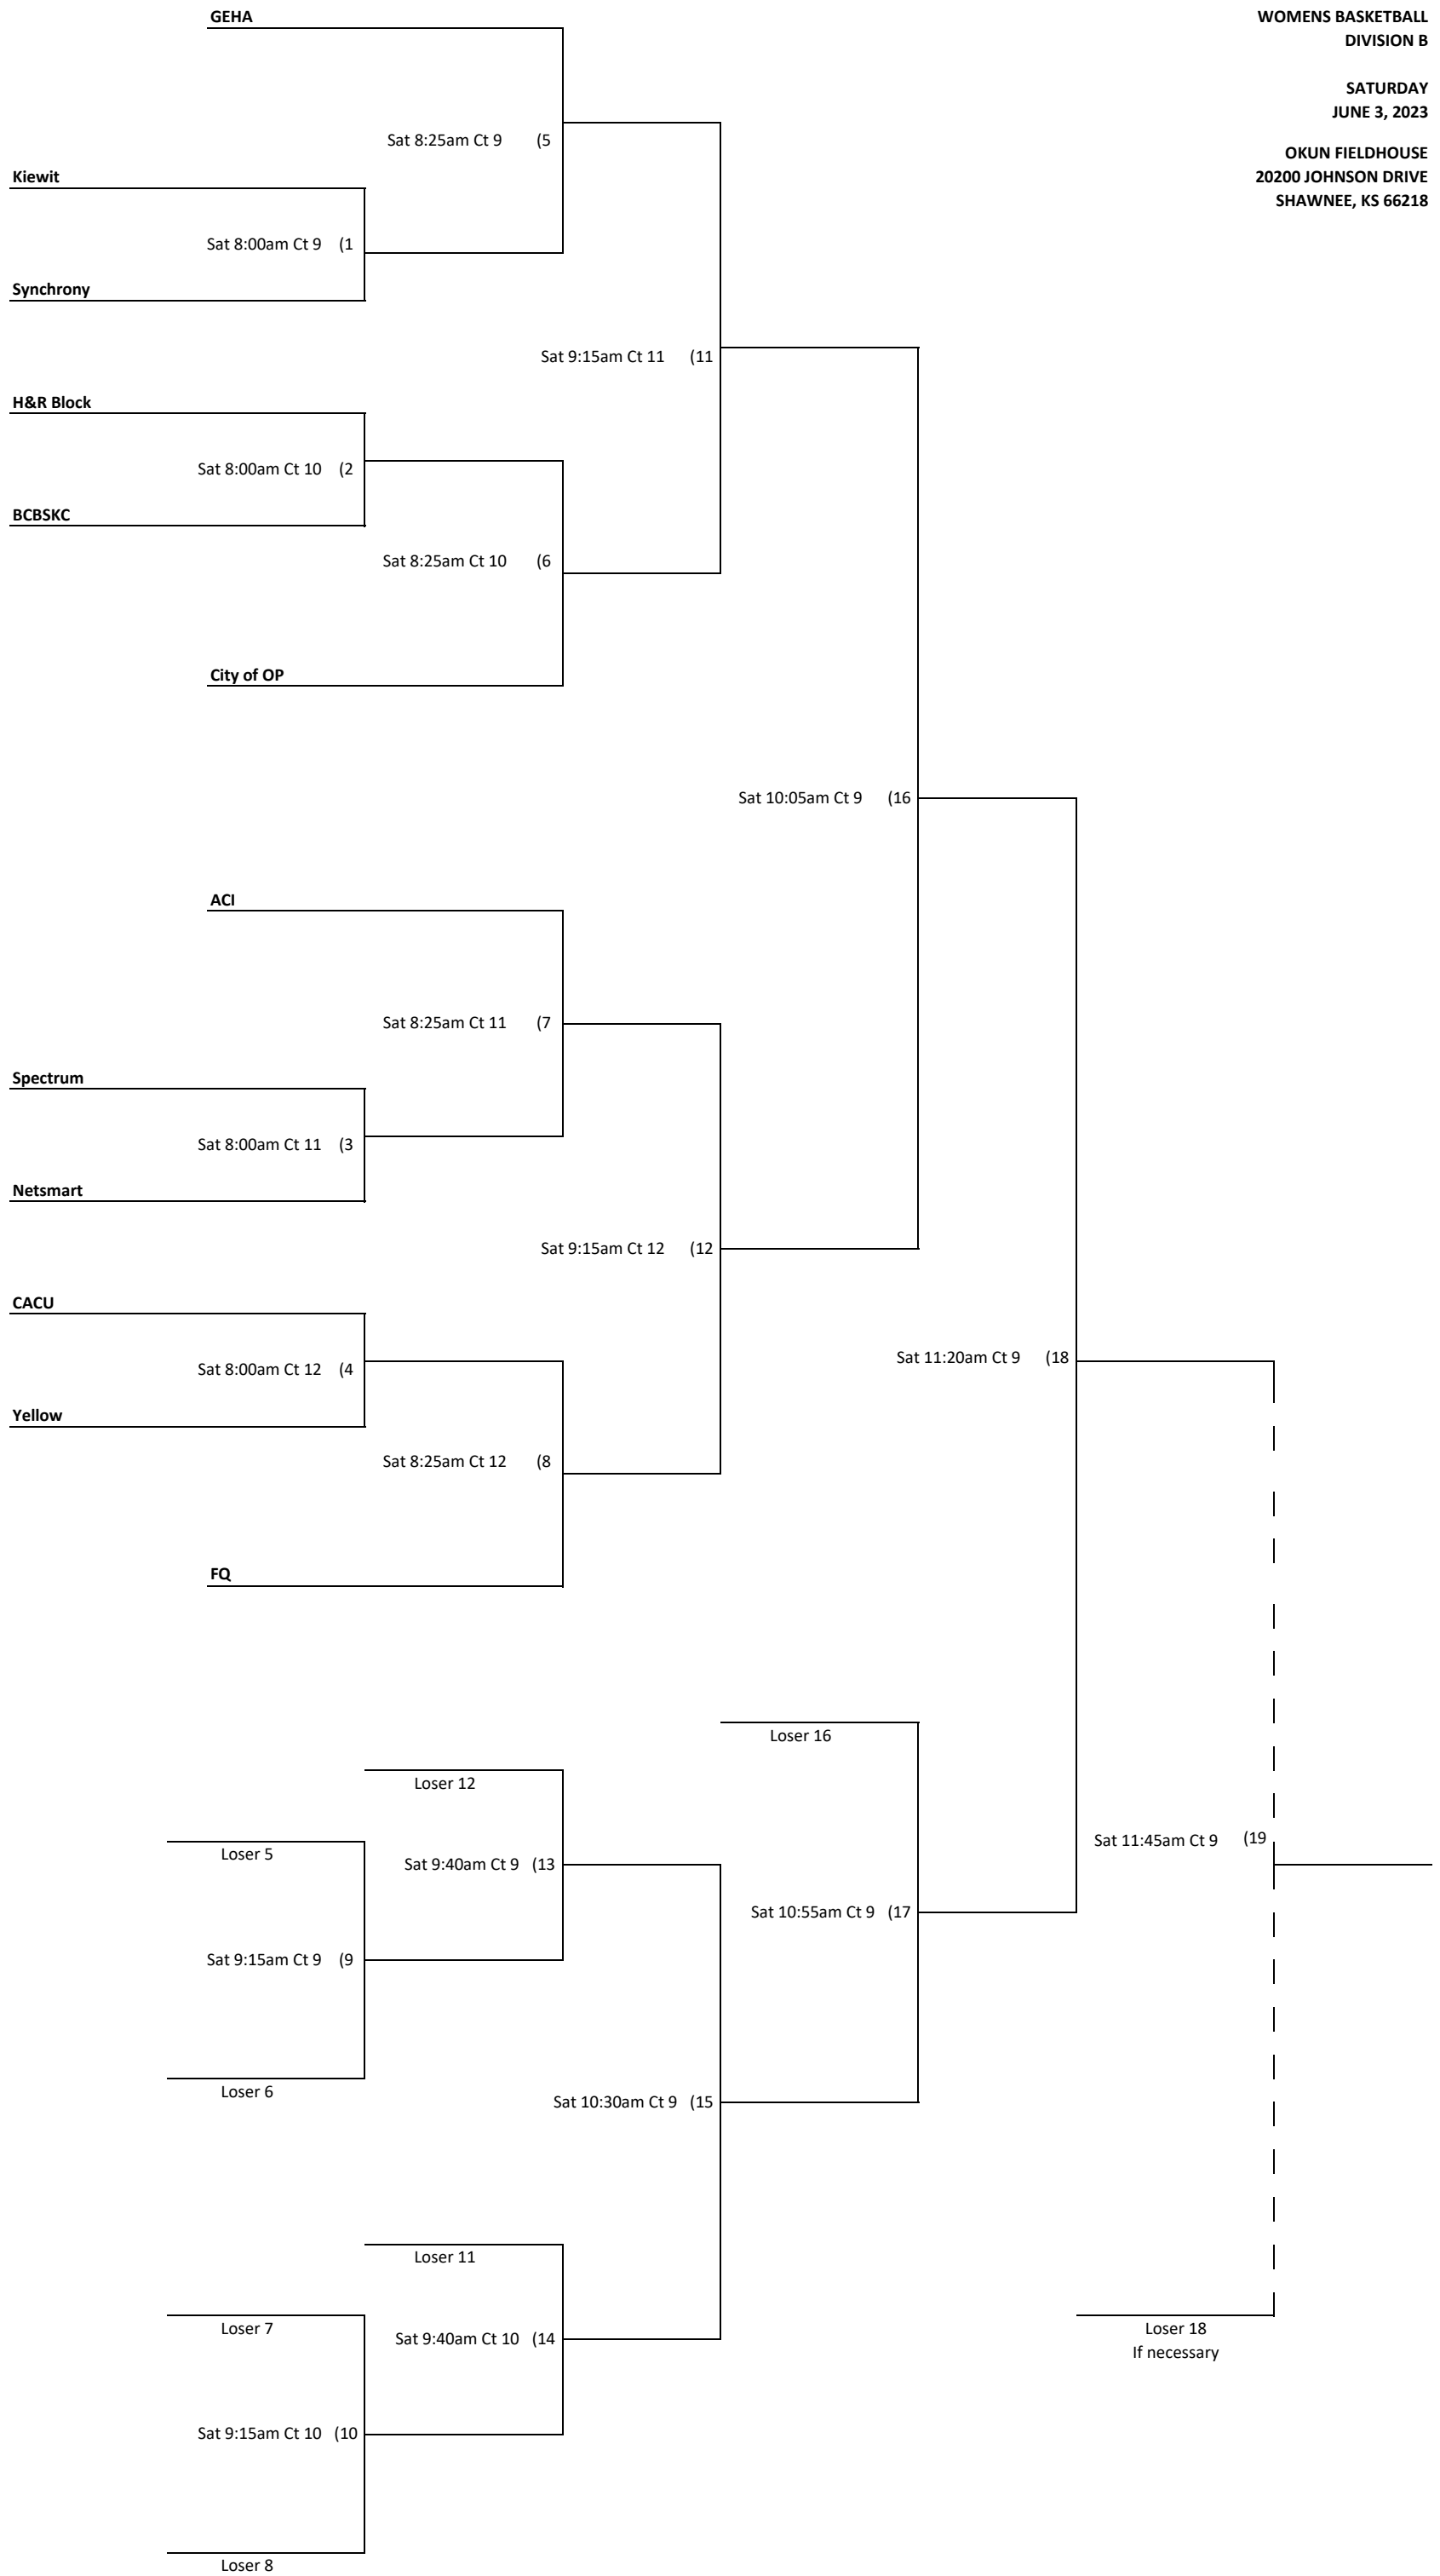 GEHA
WOMENS BASKETBALL
DIVISION B
SATURDAY
JUNE 3, 2023
Sat 8:25am Ct 9 (5
OKUN FIELDHOUSE
Kiewit
20200 JOHNSON DRIVE
SHAWNEE, KS 66218
Sat 8:00am Ct 9 (1
Synchrony
Sat 9:15am Ct 11 (11
H&R Block
Sat 8:00am Ct 10 (2
BCBSKC
Sat 8:25am Ct 10 (6
City of OP
Sat 10:05am Ct 9 (16
ACI
Sat 8:25am Ct 11 (7
Spectrum
Sat 8:00am Ct 11 (3
Netsmart
Sat 9:15am Ct 12 (12
CACU
Sat 11:20am Ct 9 (18
Sat 8:00am Ct 12 (4
Yellow
Sat 8:25am Ct 12 (8
FQ
Loser 16
Loser 12
Sat 11:45am Ct 9 (19
Loser 5
Sat 9:40am Ct 9 (13
Sat 10:55am Ct 9 (17
Sat 9:15am Ct 9 (9
Loser 6
Sat 10:30am Ct 9 (15
Loser 11
Loser 7
Loser 18
Sat 9:40am Ct 10 (14
If necessary
Sat 9:15am Ct 10 (10
Loser 8